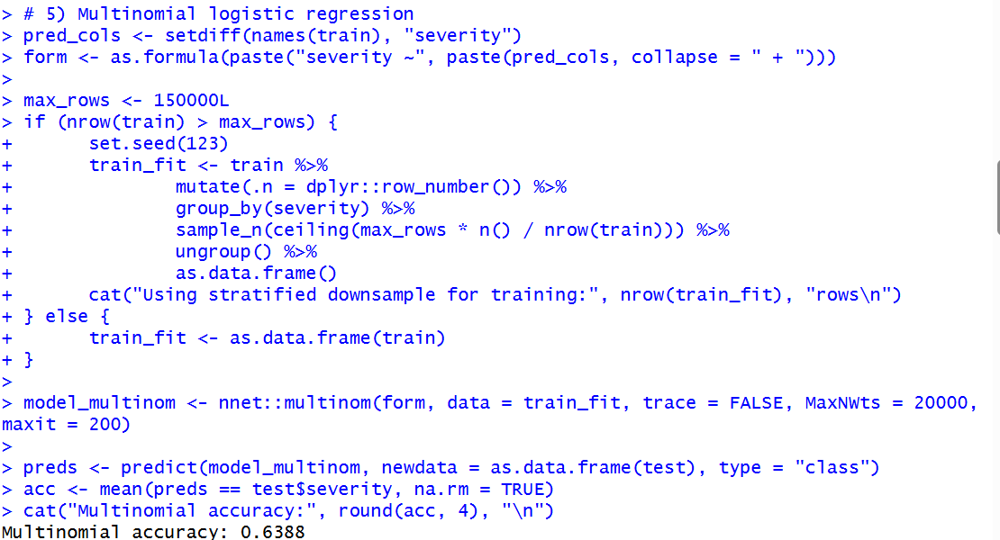 > # 5) Multinomial logistic regression
> pred_cols <- setdiff(names(train), "severity")
> form <- as.formula(paste("severity ~", paste(pred_cols, collapse = " + ")))
>
> max_rows <- 150000L
> if (nrow(train) > max_rows) {
+       set.seed(123)
+       train_fit <- train %>%
+               mutate(.n = dplyr::row_number()) %>%
+               group_by(severity) %>%
+               sample_n(ceiling(max_rows * n() / nrow(train))) %>%
+               ungroup() %>%
+               as.data.frame()
+       cat("Using stratified downsample for training:", nrow(train_fit), "rows\n")
+ } else {
+       train_fit <- as.data.frame(train)
+ }
>
> model_multinom <- nnet::multinom(form, data = train_fit, trace = FALSE, MaxNWts = 20000,
maxit = 200)
>
> preds <- predict(model_multinom, newdata = as.data.frame(test), type = "class")
> acc <- mean(preds == test$severity, na.rm = TRUE)
> cat("Multinomial accuracy:", round(acc, 4), "\n")
Multinomial accuracy: 0.6388